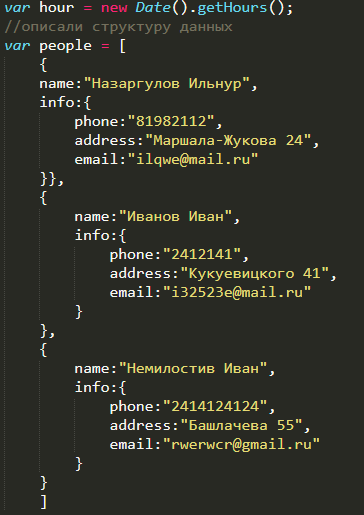 var hour = new Date().getHours();
//описали структуру данных
var people = [
{
name:"Назаргулов Ильнур",
info:{
phone:"81982112",
address:"Маршала-Жукова 24",
email:"ilqwe@mail.ru"
}},
{
name:"Иванов Иван",
info:{
phone:"2412141",
address:"Кукуевицкого 41",
email:"i32523e@mail.ru"
}
},
{
name:"Немилостив Иван",
info:{
phone:"2414124124",
address:"Башлачева 55",
email:"rwerwcr@gmail.ru"
}
}
]